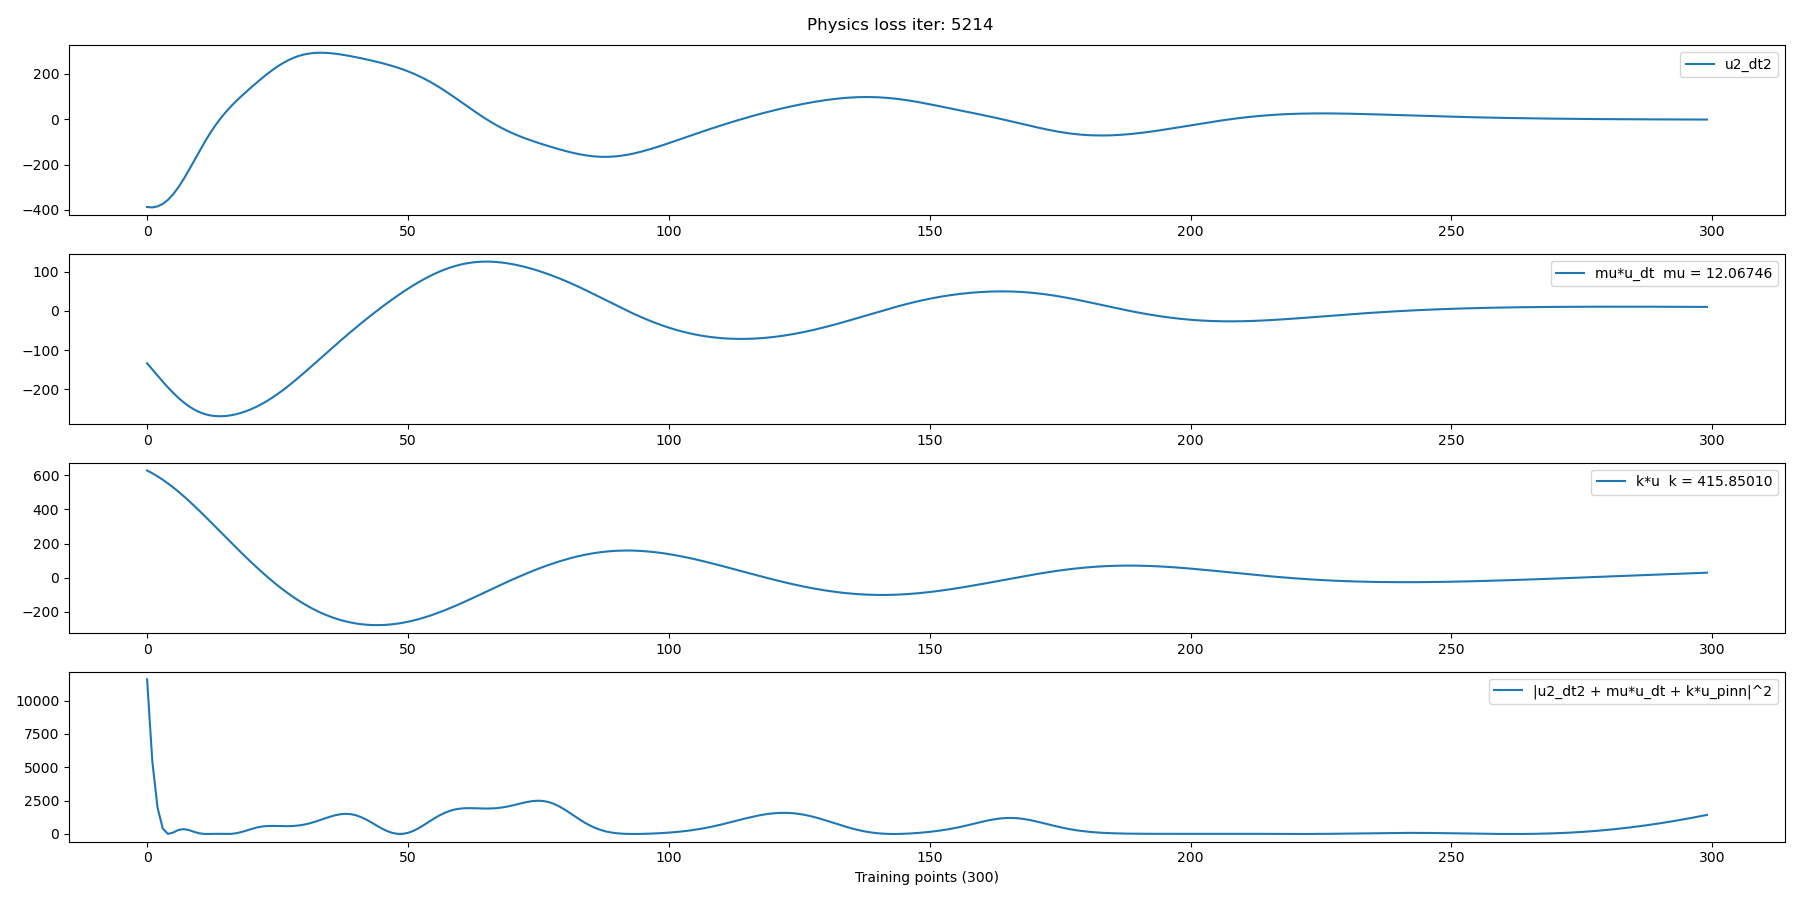 Physics loss iter: 5214
200
0
−200
−400
u2_dt2
0 50 100 150 200 250 300
100
0
−100
−200
mu*u_dt  mu = 12.06746
0 50 100 150 200 250 300
600
400
200
0
−200
k*u  k = 415.85010
0 50 100 150 200 250 300
10000
7500
5000
2500
0
|u2_dt2 + mu*u_dt + k*u_pinn|^2
0 50 100 150 200 250 300
Training points (300)